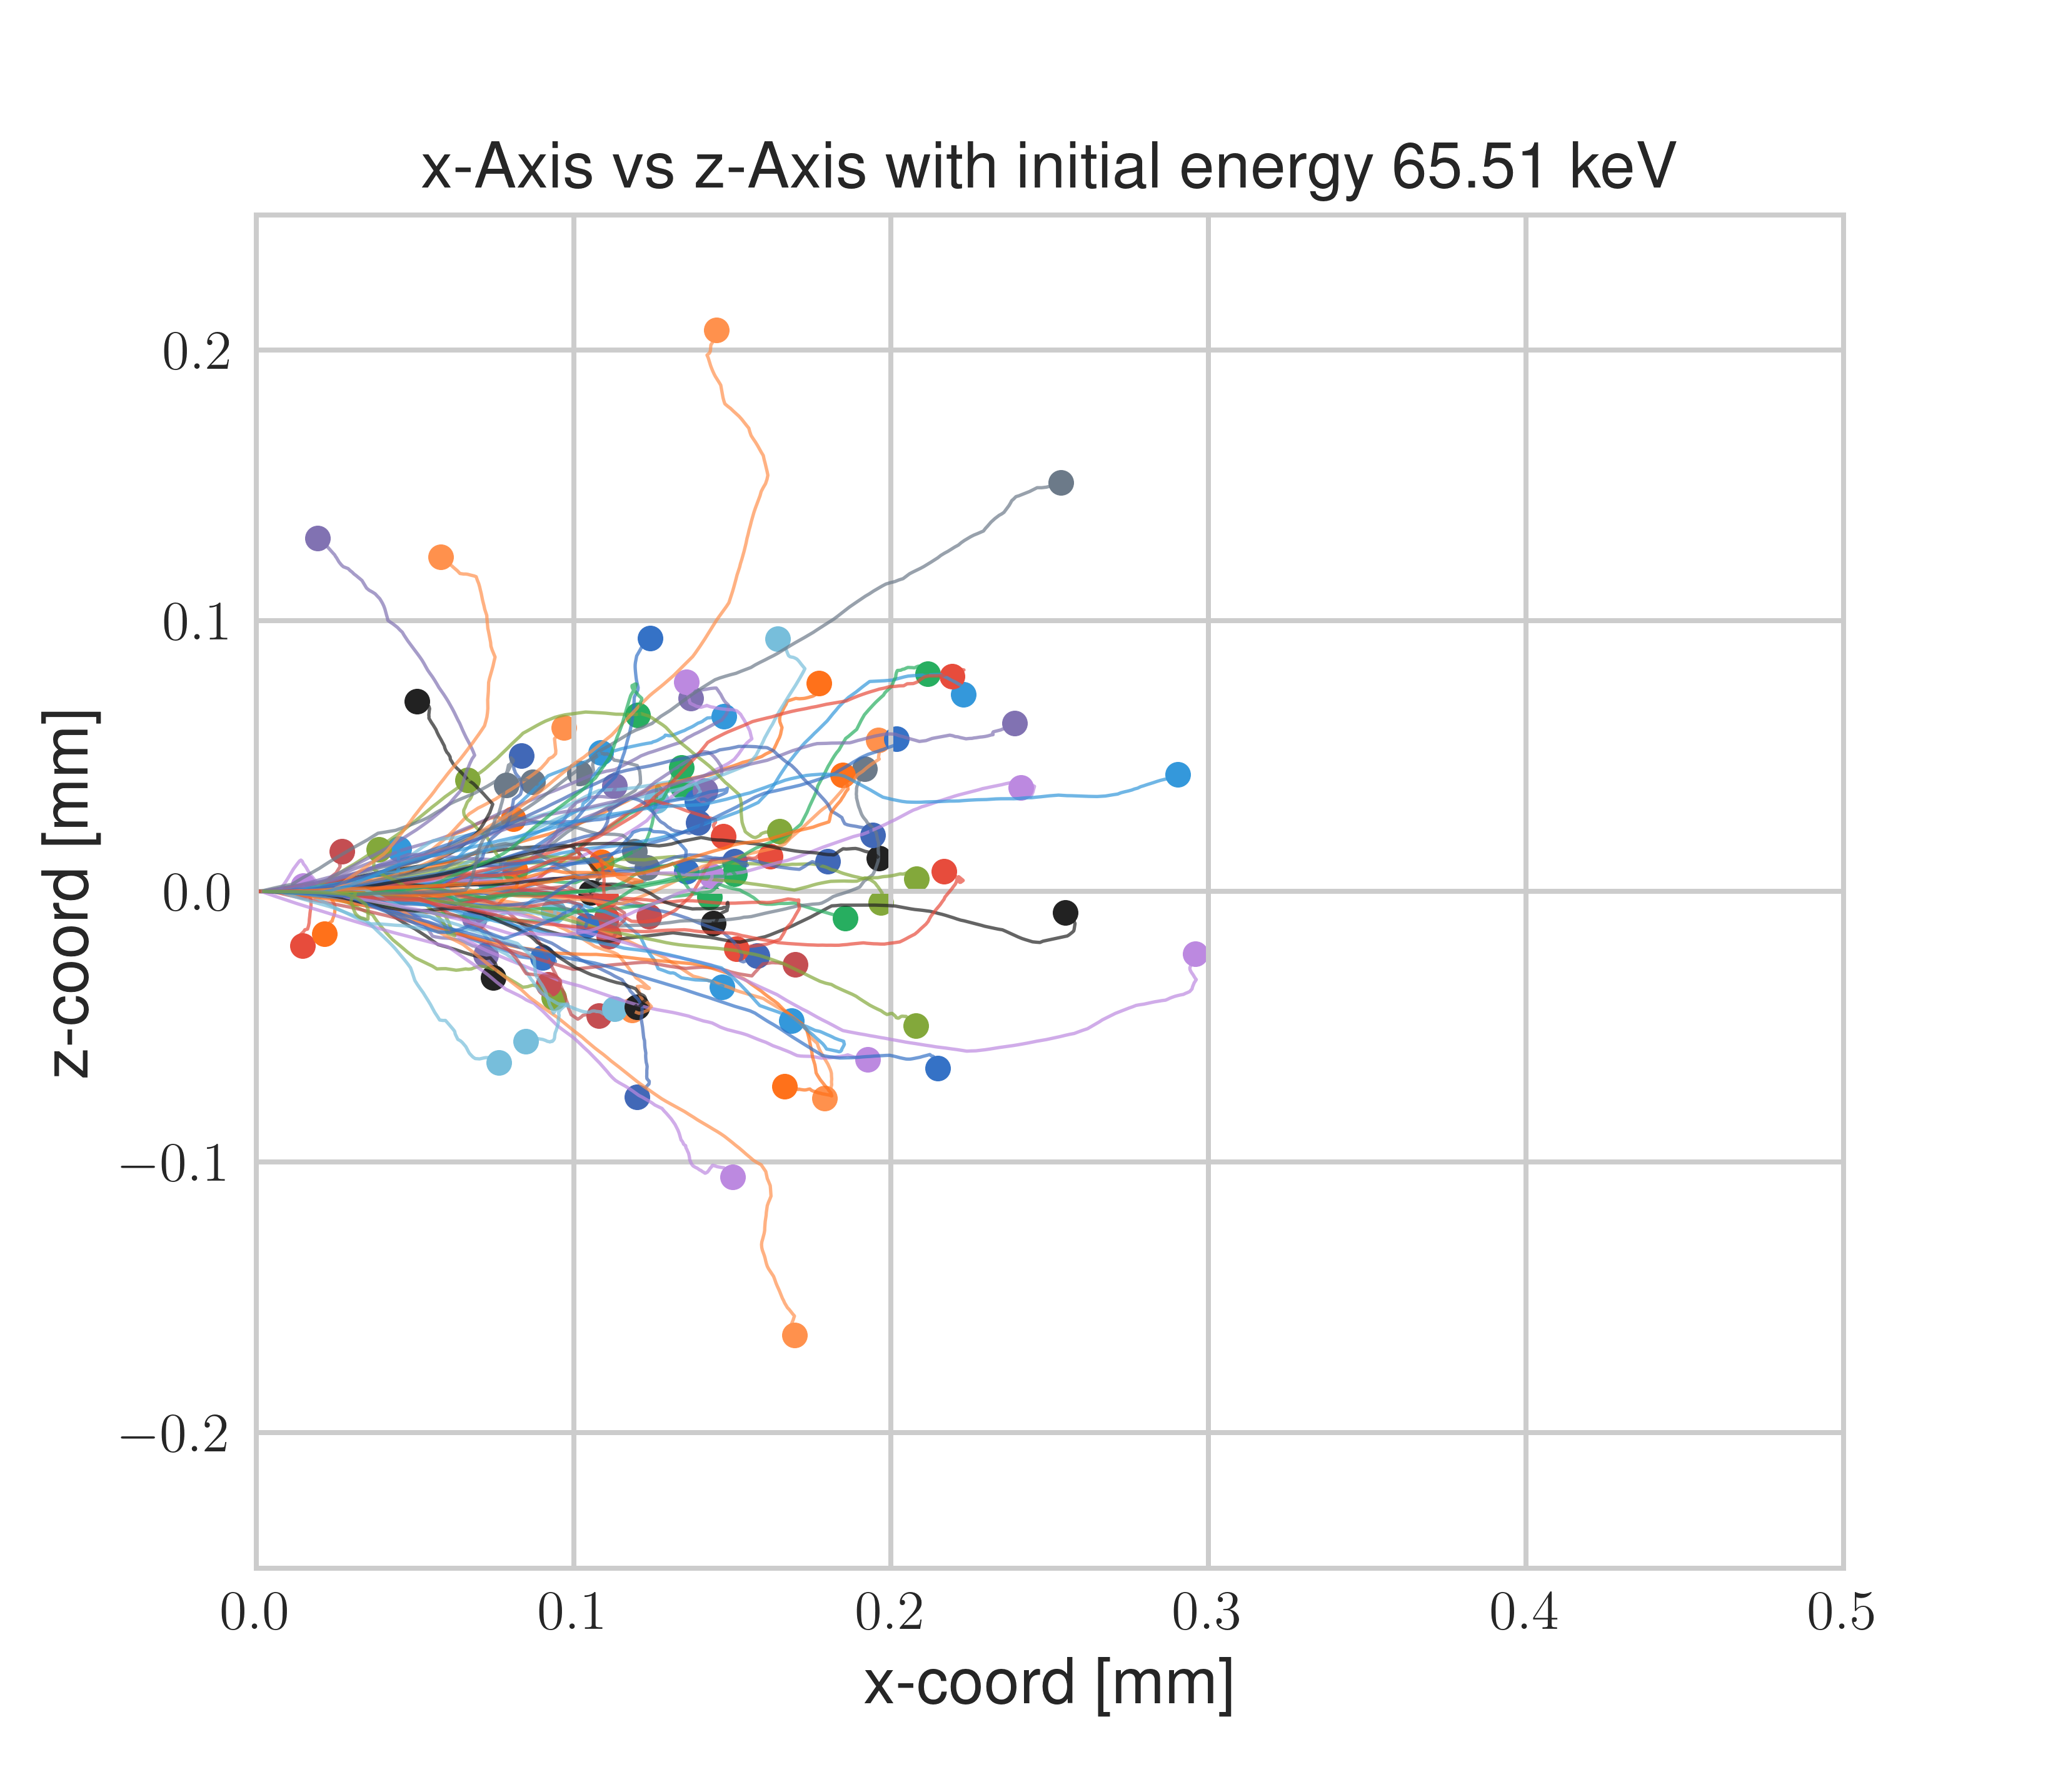 x-Axis vs z-Axis with initial energy 65.51 keV
z-coord [mm]
0.2
0.1
0.0
−0.1
−0.2
0.0 0.1 0.2 0.3 0.4 0.5
x-coord [mm]